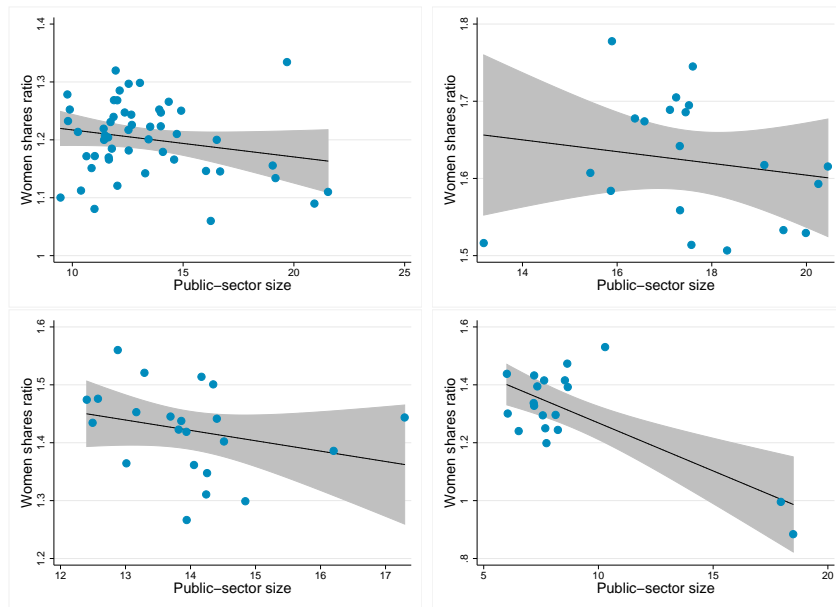 1.4
1.3
1.2
1.1
1
Women shares ratio
10 15 20 25
Public-sector size
1.8
1.7
1.6
1.5
Women shares ratio
14 16 18 20
Public-sector size
1.6
1.5
1.4
1.3
1.2
Women shares ratio
12 13 14 15 16 17
Public-sector size
1.6
1.4
1.2
1
.8
Women shares ratio
5 10 15 20
Public-sector size